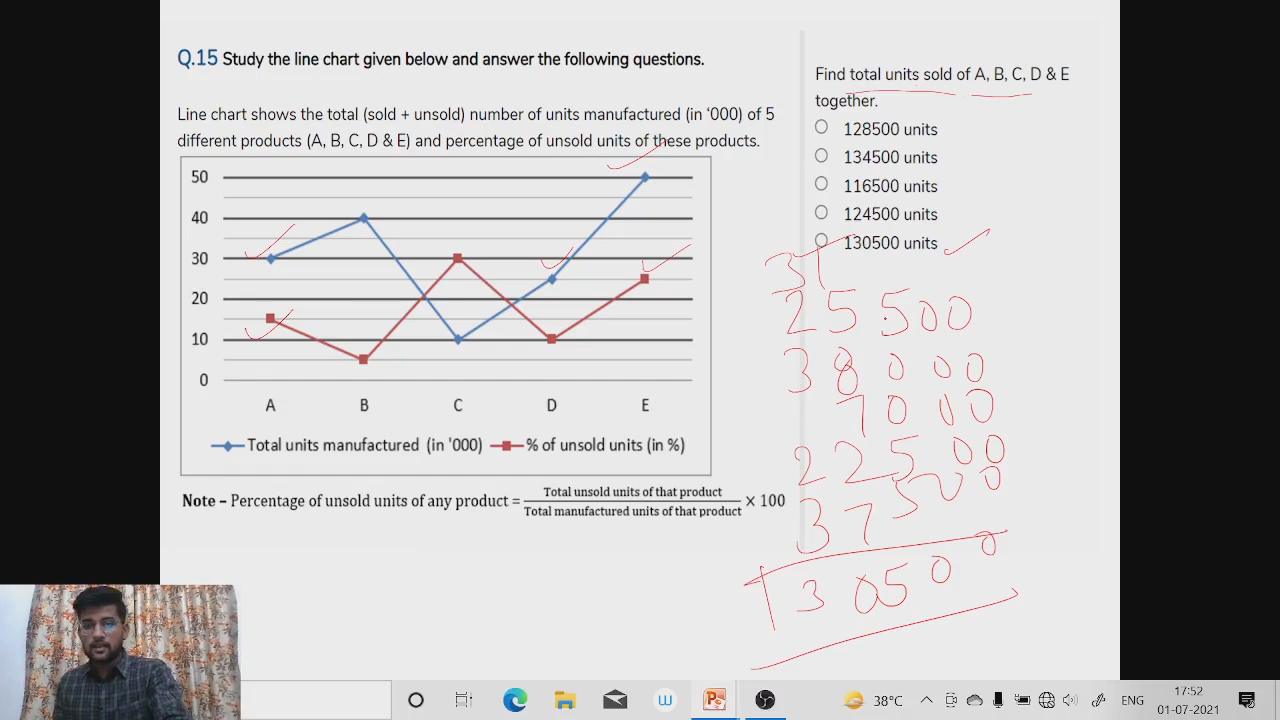 Q.15 Study the line chart given below and answer the following questions.
Line chart shows the total (sold + unsold) number of units manufactured (in ‘000) of 5
different products (A, B, C, D & E) and percentage of unsold units of these products.
50
40
30
20
10
0
A B C D E
Total units manufactured (in '000) % of unsold units (in %)
Note – Percentage of unsold units of any product = Total unsold units of that product / Total manufactured units of that product × 100
Find total units sold of A, B, C, D & E
together.
128500 units
134500 units
116500 units
124500 units
130500 units
31
25500
38000
7000
22500
37500
130500
38°C
ENG
17:52
01-07-2021